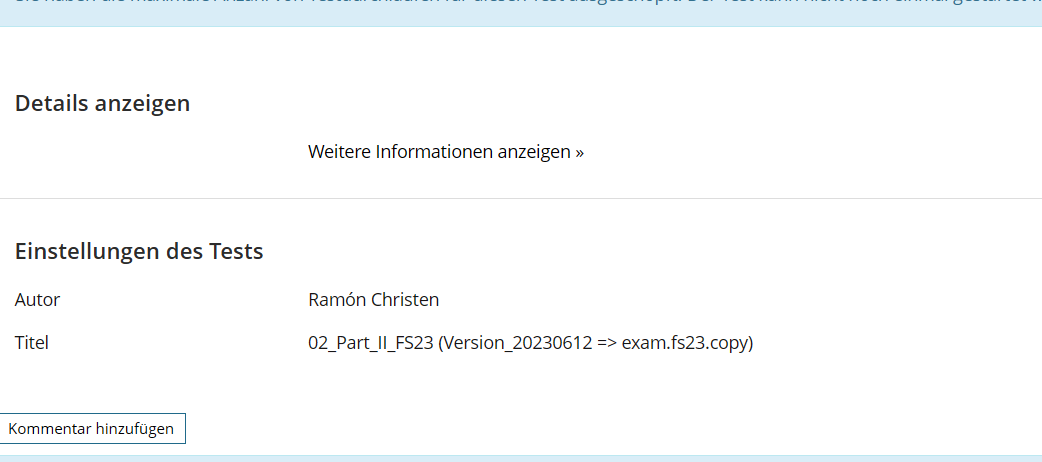 Details anzeigen
Weitere Informationen anzeigen »
Einstellungen des Tests
Autor Ramón Christen
Titel 02_Part_II_FS23 (Version_20230612 => exam.fs23.copy)
Kommentar hinzufügen